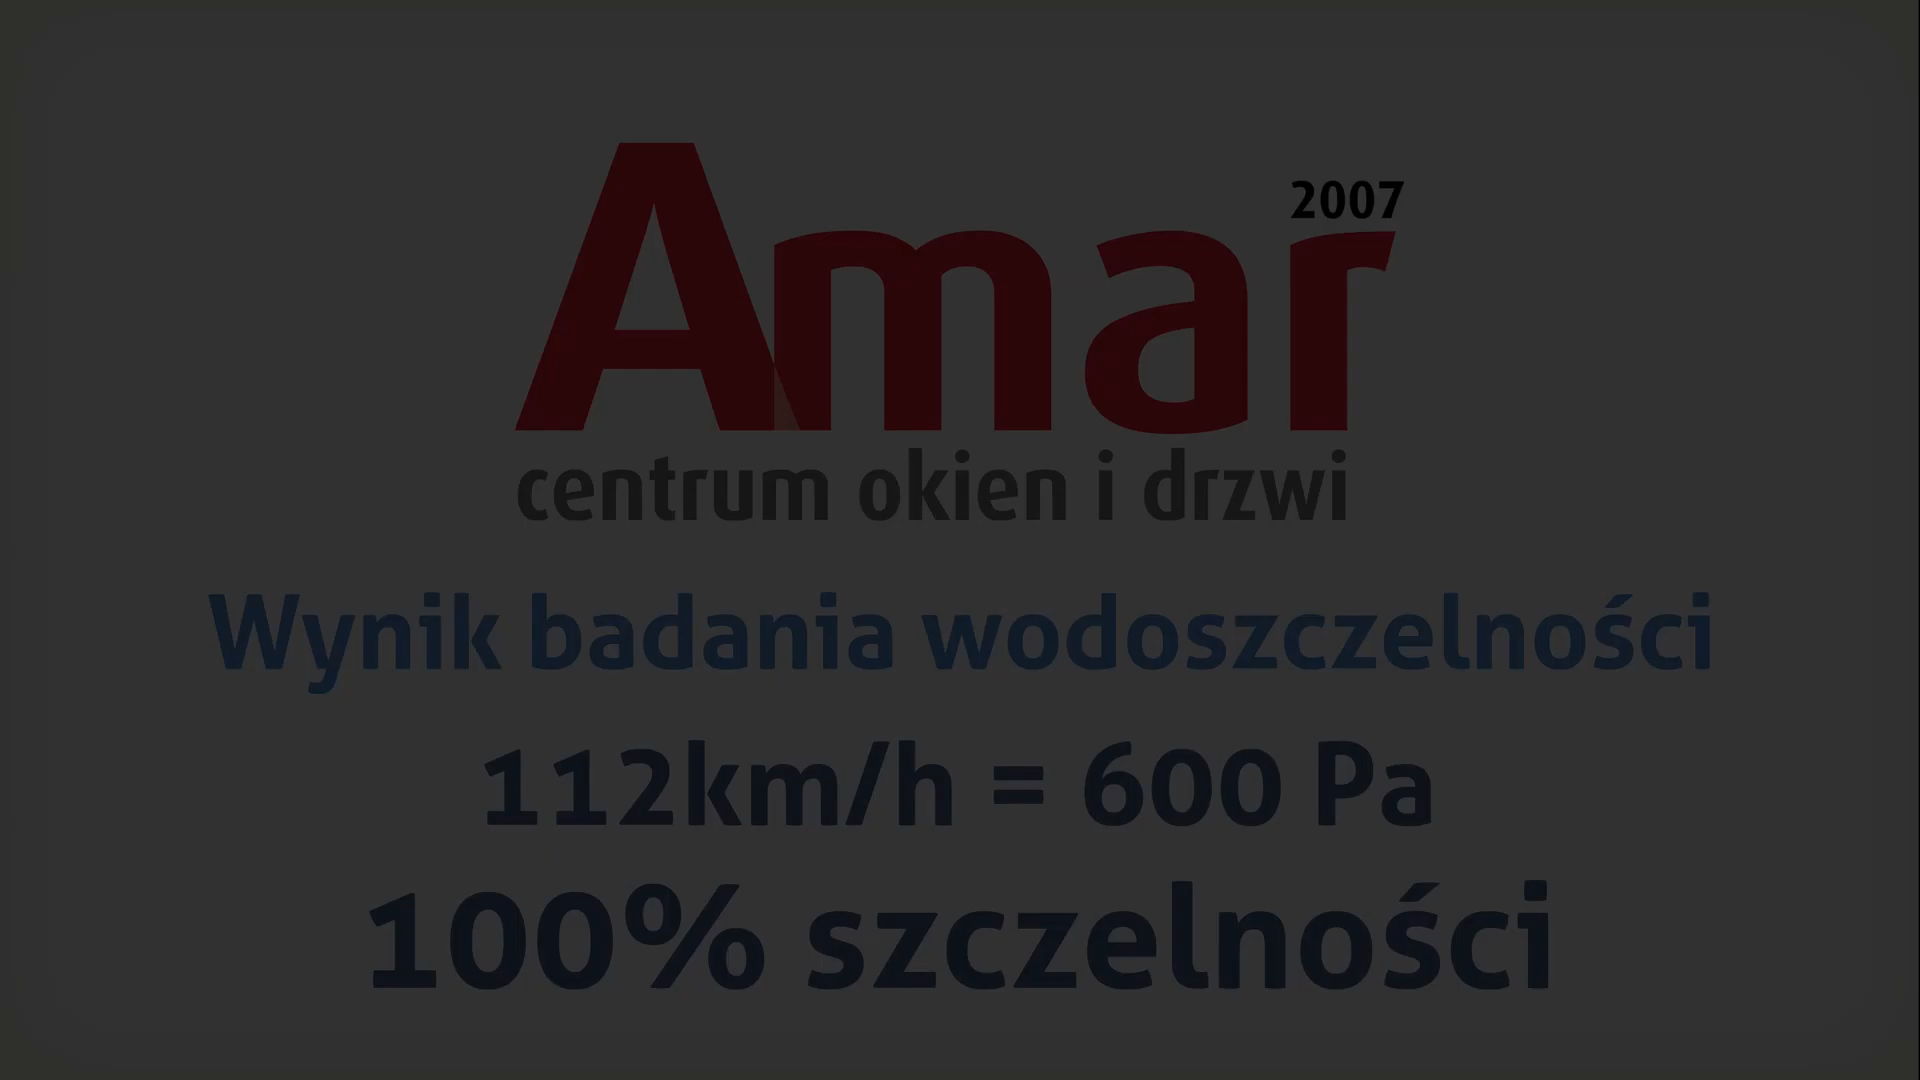 2007
Amar
centrum okien i drzwi
Wynik badania wodoszczelności
112km/h = 600 Pa
100% szczelności